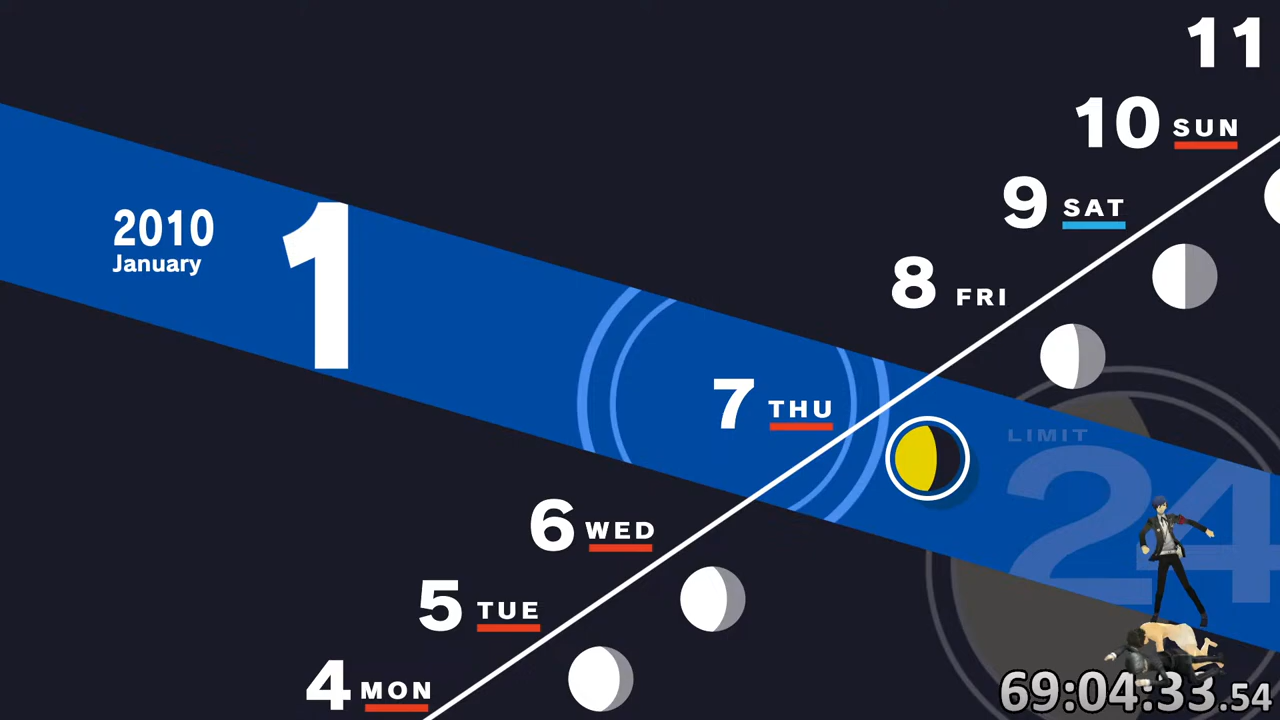 11
10 SUN
9 SAT
8 FRI
2010
January
1
7 THU
LIMIT
24
6 WED
5 TUE
4 MON
69:04:33.54